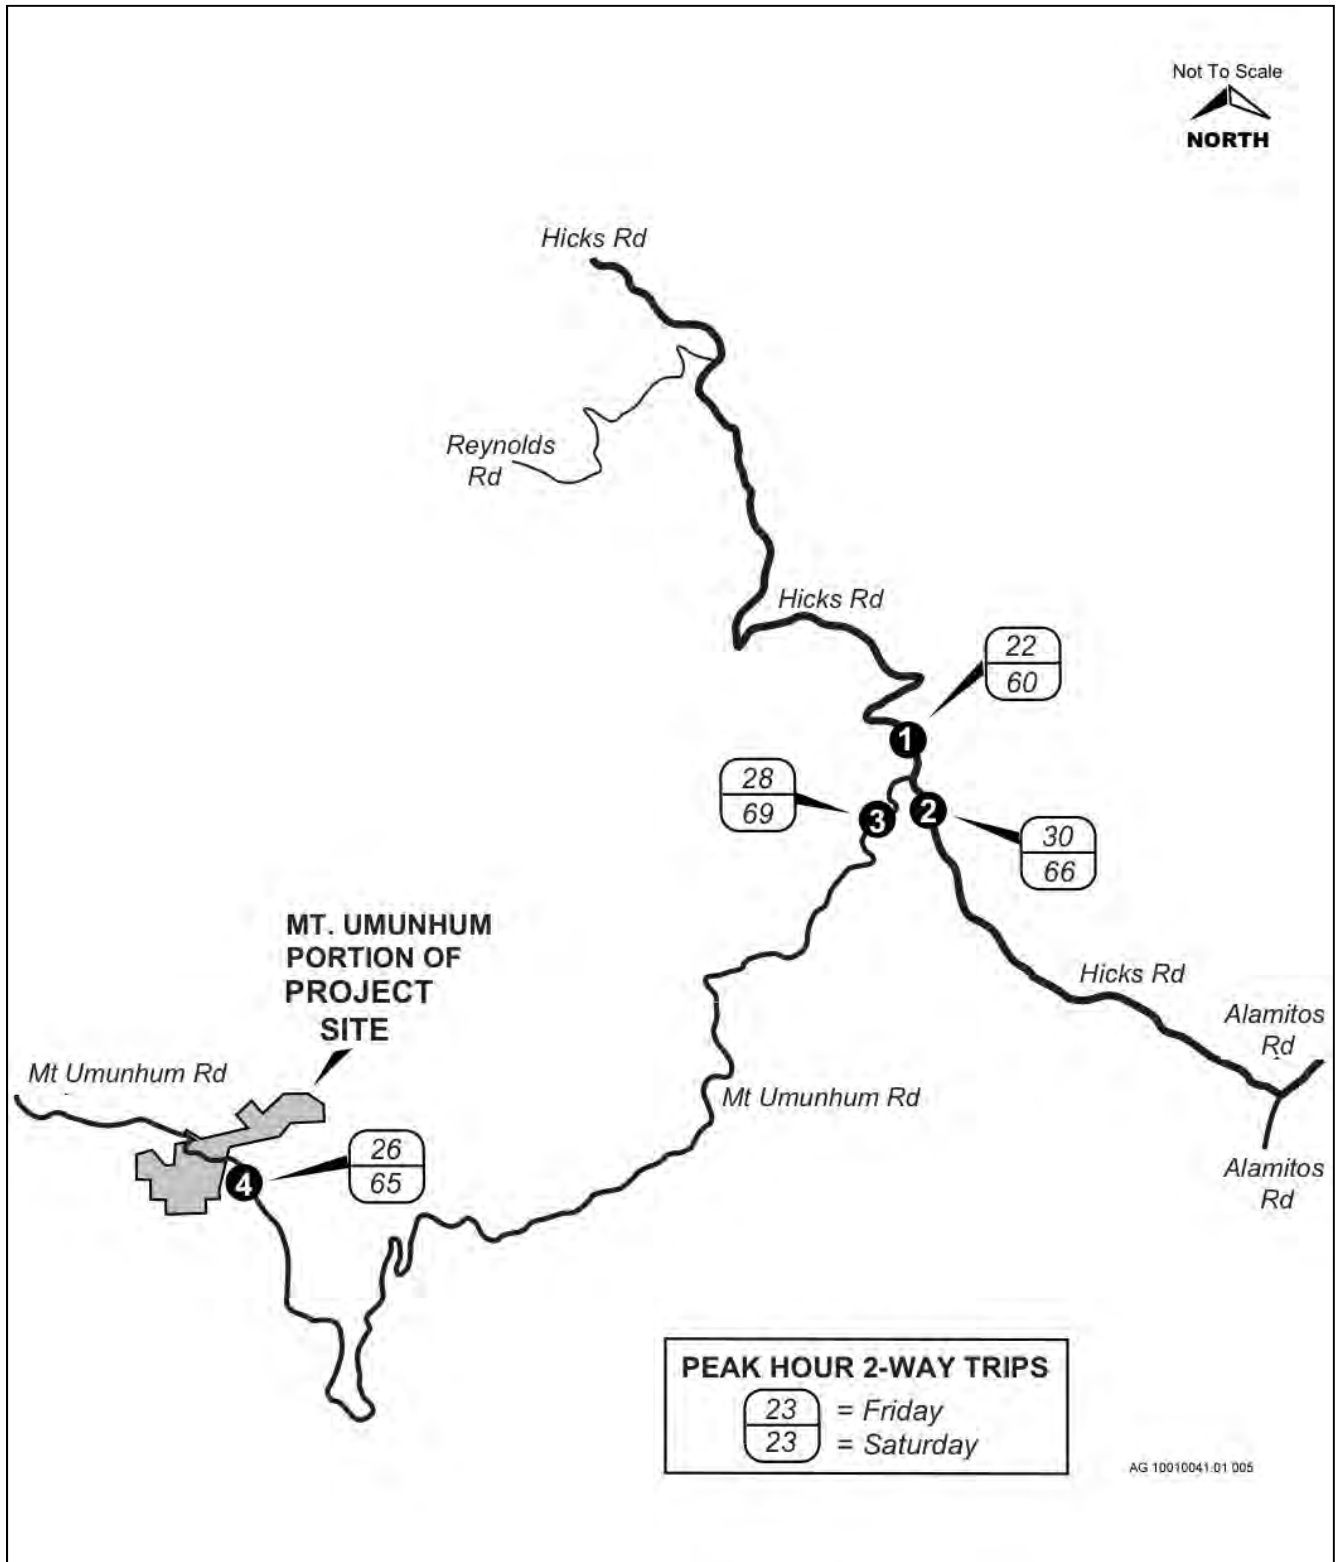 Not To Scale
NORTH
Hicks Rd
Reynolds
Rd
Hicks Rd
22
60
1
28
69
3
2
30
66
MT. UMUNHUM
PORTION OF
PROJECT
SITE
Hicks Rd
Alamitos
Rd
Mt Umunhum Rd
Mt Umunhum Rd
26
65
4
Alamitos
Rd
PEAK HOUR 2-WAY TRIPS
23 = Friday
23 = Saturday
AG 10010041.01 005